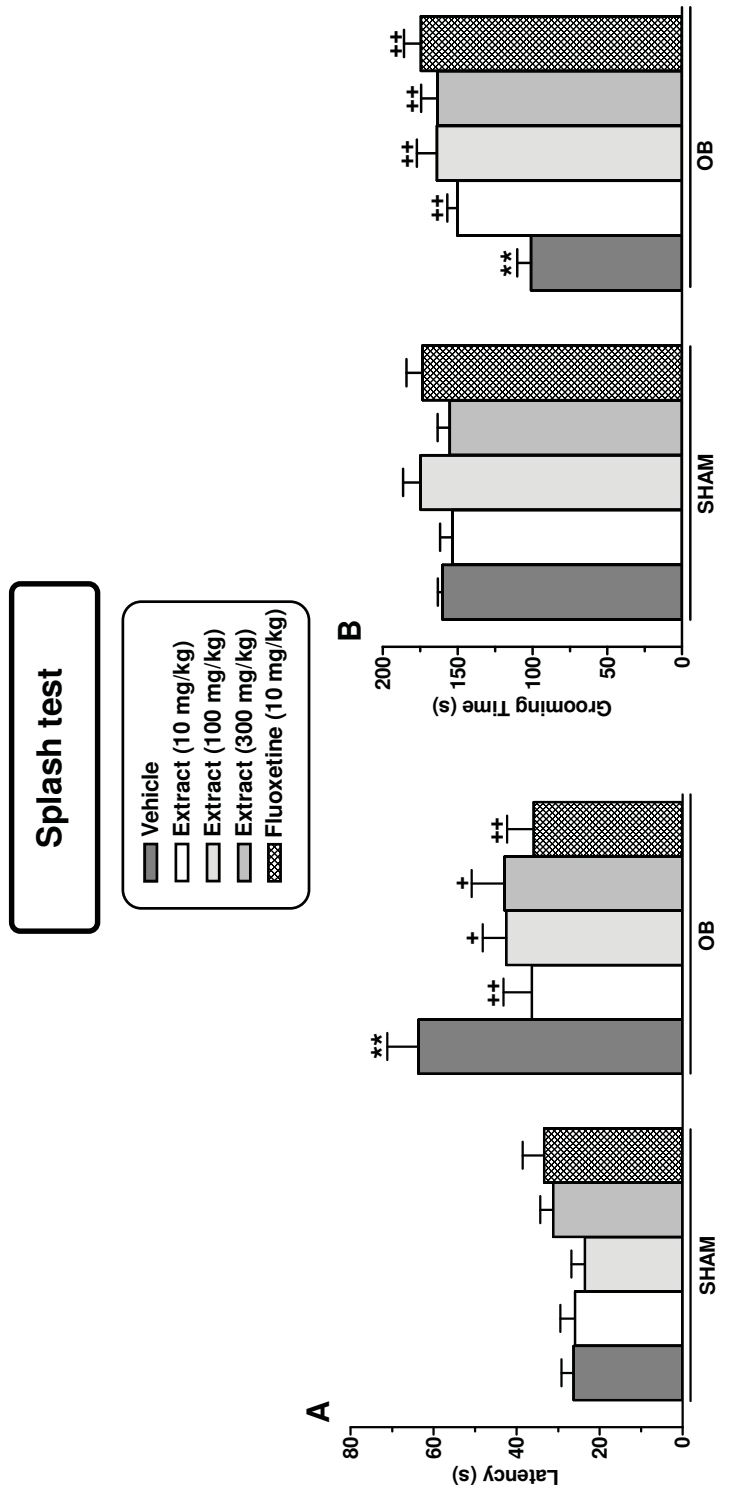 Splash test
Vehicle
Extract (10 mg/kg)
Extract (100 mg/kg)
Extract (300 mg/kg)
Fluoxetine (10 mg/kg)
A
Latency (s)
80
60
40
20
0
**
++
+
+
++
SHAM
OB
B
Grooming Time (s)
200
150
100
50
0
**
++
++
++
++
SHAM
OB